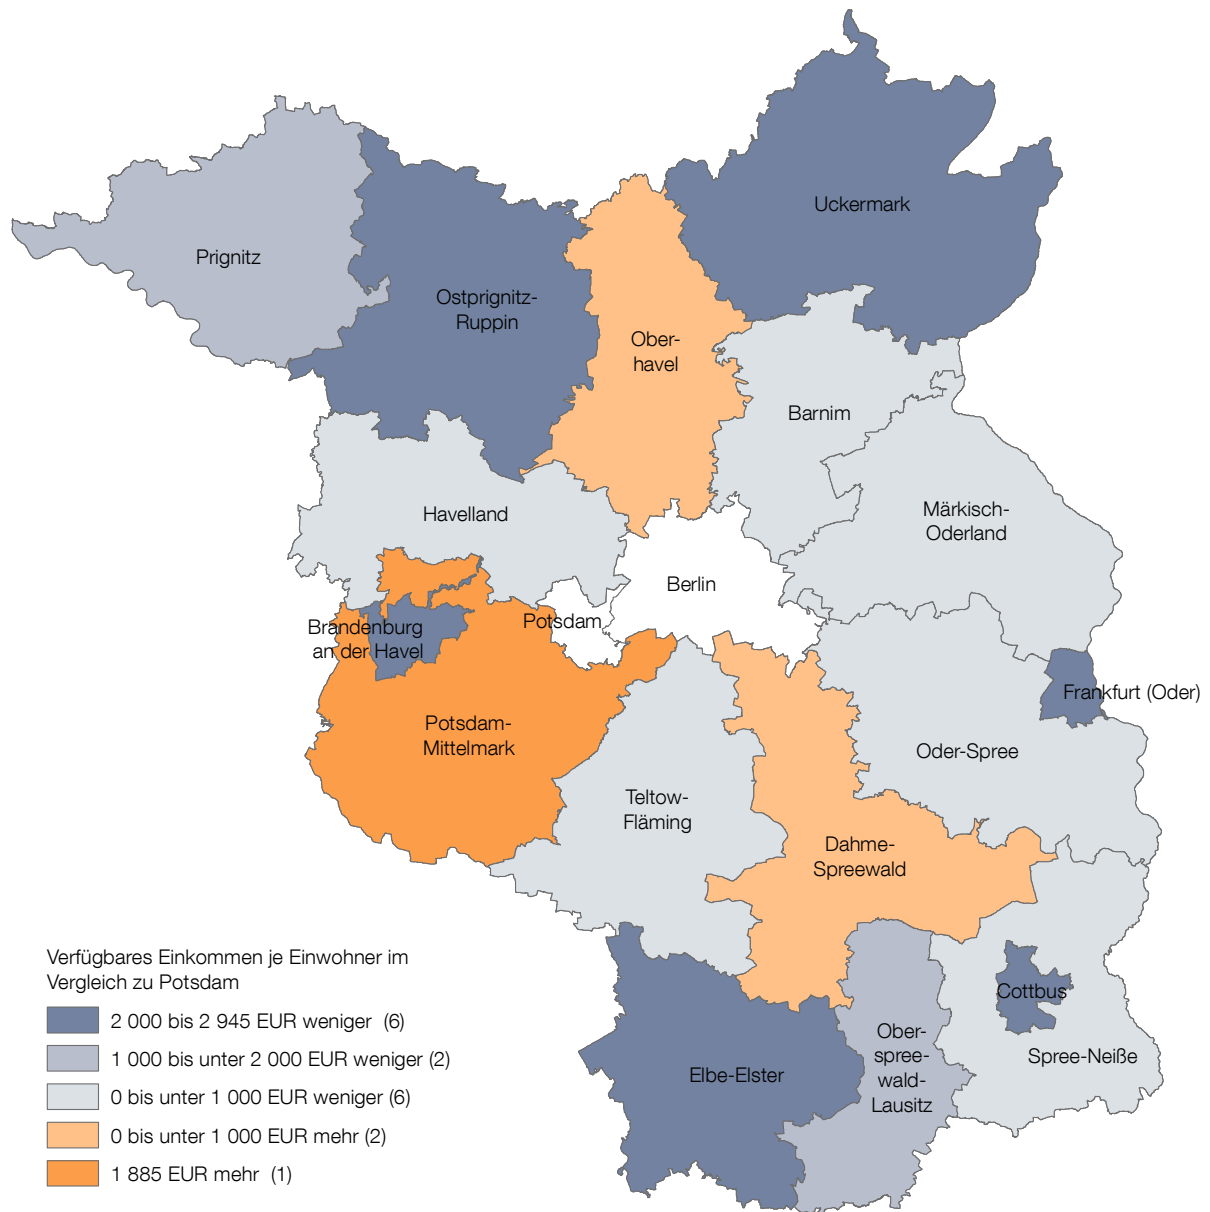 Uckermark
Prignitz
Ostprignitz-
Ruppin
Ober-
havel
Barnim
Havelland
Märkisch-
Oderland
Berlin
Potsdam
Brandenburg
an der Havel
Frankfurt (Oder)
Potsdam-
Mittelmark
Oder-Spree
Teltow-
Fläming
Dahme-
Spreewald
Verfügbares Einkommen je Einwohner im
Vergleich zu Potsdam
2 000 bis 2 945 EUR weniger (6)
1 000 bis unter 2 000 EUR weniger (2)
0 bis unter 1 000 EUR weniger (6)
0 bis unter 1 000 EUR mehr (2)
1 885 EUR mehr (1)
Cottbus
Ober-
spree-
wald-
Lausitz
Spree-Neiße
Elbe-Elster